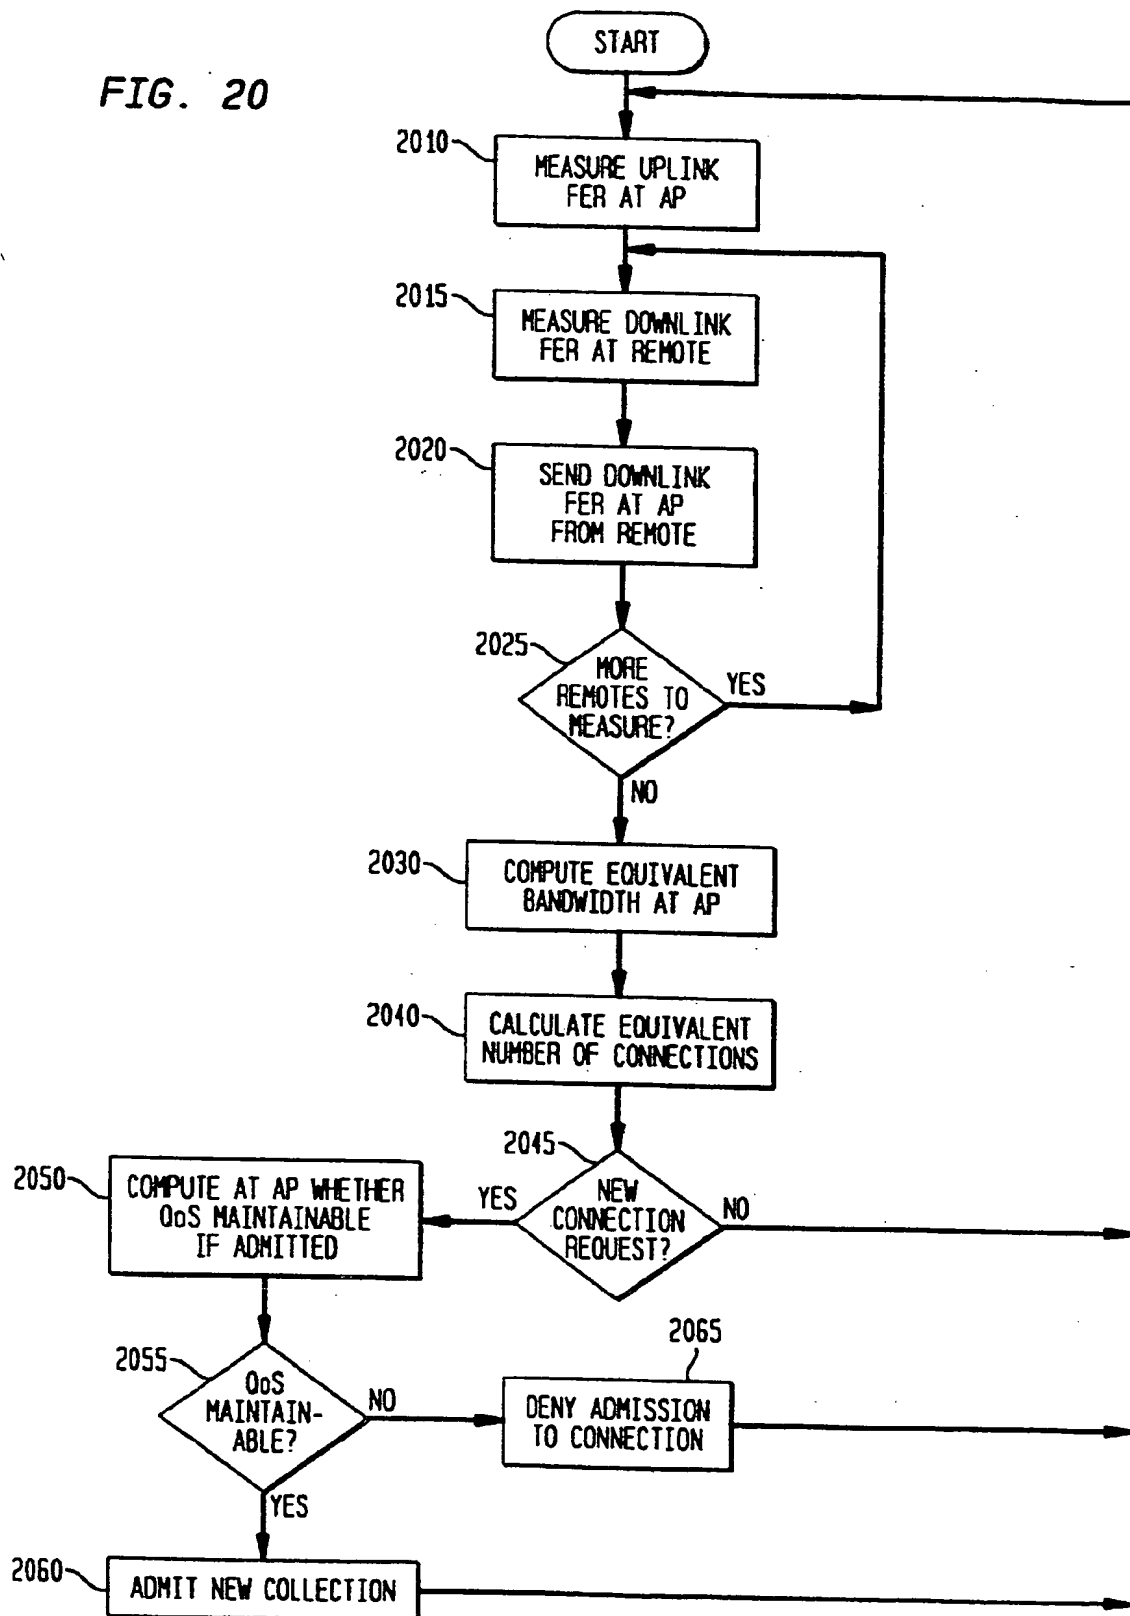 START
FIG. 20
2010
MEASURE UPLINK
FER AT AP
2015
MEASURE DOWNLINK
FER AT REMOTE
2020
SEND DOWNLINK
FER AT AP
FROM REMOTE
2025
MORE
REMOTES TO
MEASURE?
YES
NO
2030
COMPUTE EQUIVALENT
BANDWIDTH AT AP
2040
CALCULATE EQUIVALENT
NUMBER OF CONNECTIONS
2045
NEW
CONNECTION
REQUEST?
YES
NO
2050
COMPUTE AT AP WHETHER
QoS MAINTAINABLE
IF ADMITTED
2055
QoS
MAINTAIN-
ABLE?
NO
YES
2065
DENY ADMISSION
TO CONNECTION
2060
ADMIT NEW COLLECTION